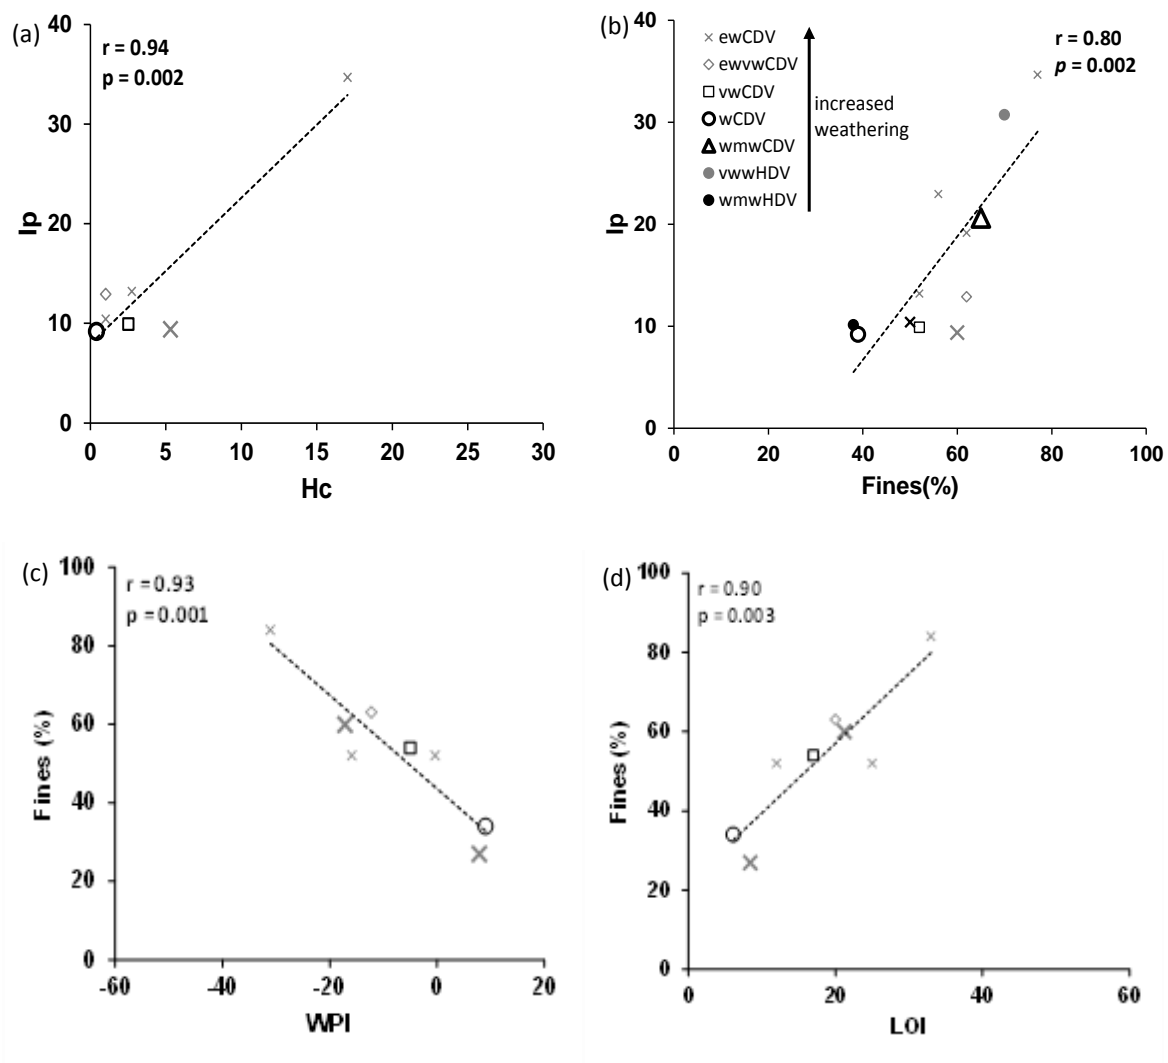 (a)
r = 0.94
p = 0.002
40
30
20
10
0
Ip
0 5 10 15 20 25 30
Hc
(b)
ewCDV
ewvwCDV
vwCDV
wCDV
wmwCDV
vwwHDV
wmwHDV
increased
weathering
r = 0.80
p = 0.002
40
30
20
10
0
Ip
0 20 40 60 80 100
Fines(%)
(c)
r =0.93
p =0.001
100
80
60
40
20
0
Fines (%)
-60 -40 -20 0 20
WPI
(d)
r =0.90
p =0.003
100
80
60
40
20
0
Fines (%)
0 20 40 60
LOI